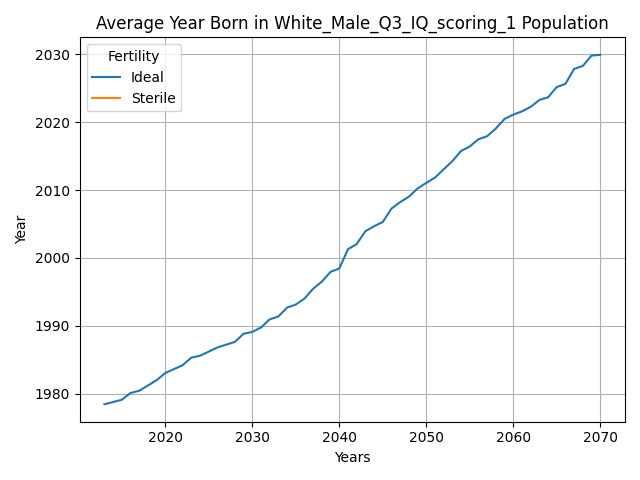 Average Year Born in White_Male_Q3_IQ_scoring_1 Population
Fertility
Ideal
Sterile
2030
2020
2010
2000
1990
1980
Year
2020 2030 2040 2050 2060 2070
Years